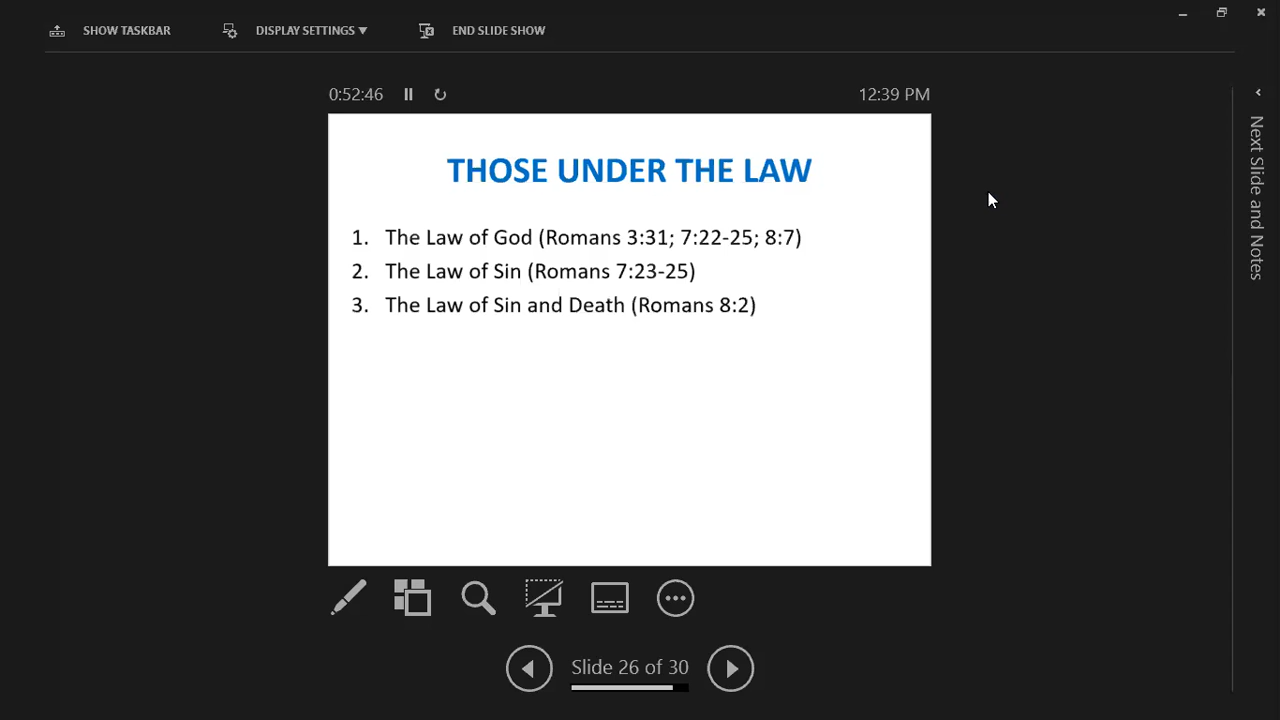 SHOW TASKBAR
DISPLAY SETTINGS ▼
END SLIDE SHOW
0:52:46
12:39 PM
THOSE UNDER THE LAW
1. The Law of God (Romans 3:31; 7:22-25; 8:7)
2. The Law of Sin (Romans 7:23-25)
3. The Law of Sin and Death (Romans 8:2)
Slide 26 of 30
Next Slide and Notes